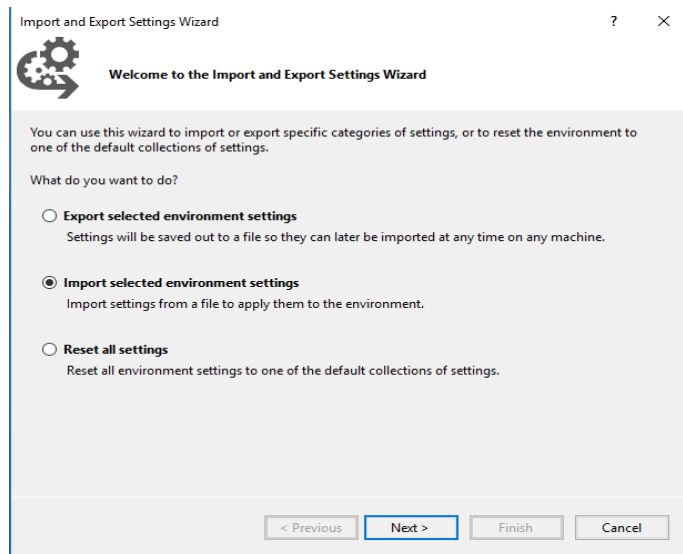 Import and Export Settings Wizard
? ×
Welcome to the Import and Export Settings Wizard
You can use this wizard to import or export specific categories of settings, or to reset the environment to
one of the default collections of settings.
What do you want to do?
Export selected environment settings
Settings will be saved out to a file so they can later be imported at any time on any machine.
Import selected environment settings
Import settings from a file to apply them to the environment.
Reset all settings
Reset all environment settings to one of the default collections of settings.
< Previous Next > Finish Cancel